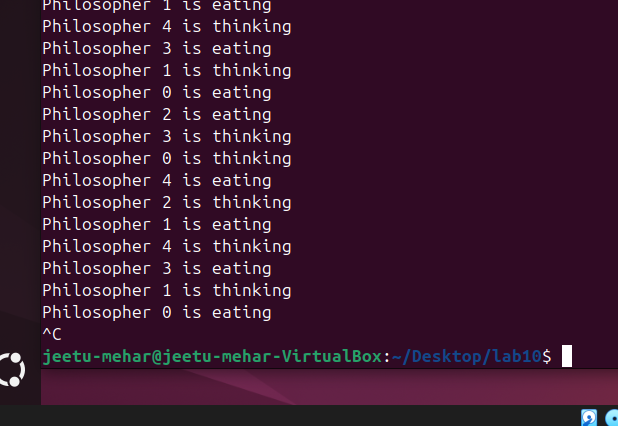 Philosopher 1 is eating
Philosopher 4 is thinking
Philosopher 3 is eating
Philosopher 1 is thinking
Philosopher 0 is eating
Philosopher 2 is eating
Philosopher 3 is thinking
Philosopher 0 is thinking
Philosopher 4 is eating
Philosopher 2 is thinking
Philosopher 1 is eating
Philosopher 4 is thinking
Philosopher 3 is eating
Philosopher 1 is thinking
Philosopher 0 is eating
^C
jeetu-mehar@jeetu-mehar-VirtualBox:~/Desktop/lab10$